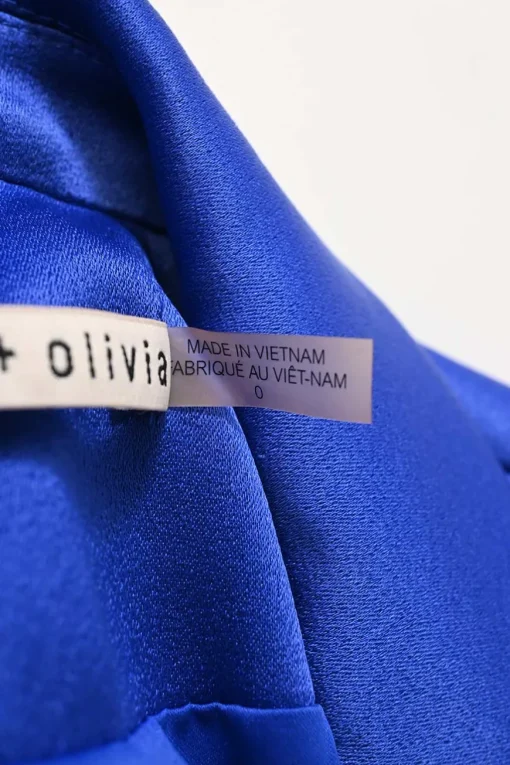 + olivia
MADE IN VIETNAM
FABRIQUÉ AU VIÊT-NAM
0